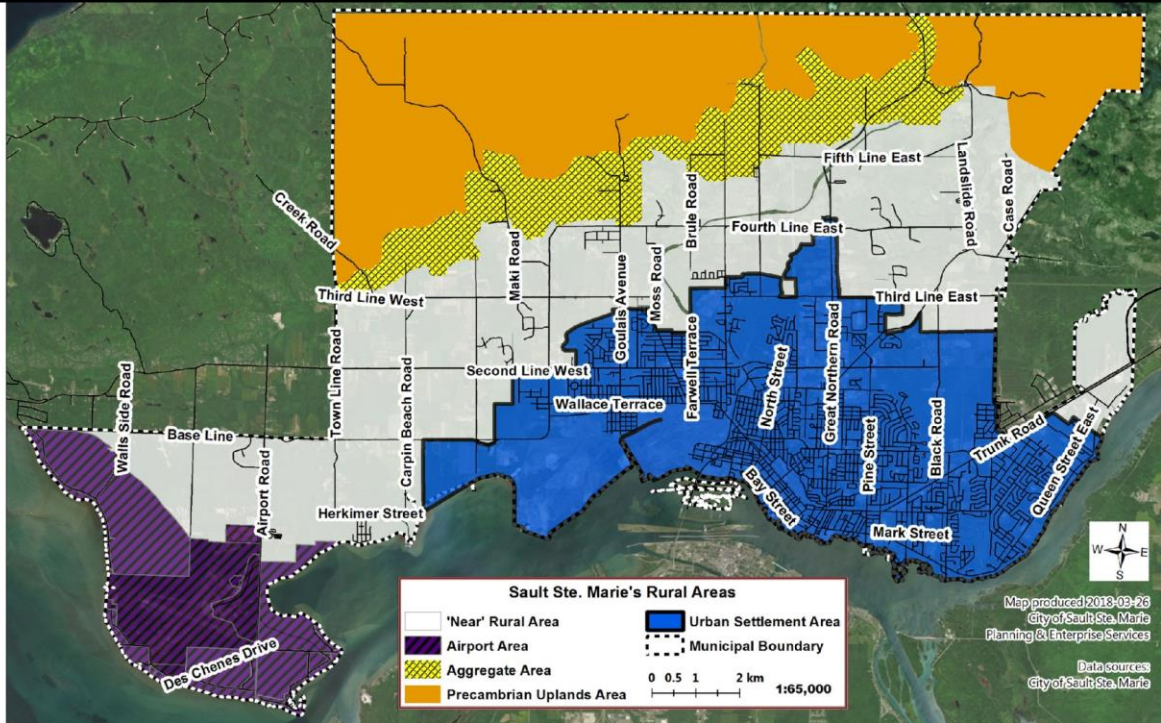 Fifth Line East
Landslide Road
Case Road
Brule Road
Creek Road
Fourth Line East
Maki Road
Goulais Avenue
Moss Road
Third Line West
Third Line East
Town Line Road
Carpin Beach Road
Second Line West
Farwell Terrace
North Street
Great Northern Road
Walls Side Road
Wallace Terrace
Base Line
Airport Road
Pine Street
Black Road
Trunk Road
Queen Street East
Bay Street
Herkimer Street
Mark Street
Des Chenes Drive
N
W E
S
Sault Ste. Marie's Rural Areas
'Near' Rural Area
Airport Area
Aggregate Area
Precambrian Uplands Area
Urban Settlement Area
Municipal Boundary
0 0.5 1 2 km
1:65,000
Map produced 2018-03-26
City of Sault Ste. Marie
Planning & Enterprise Services
Data sources:
City of Sault Ste. Marie